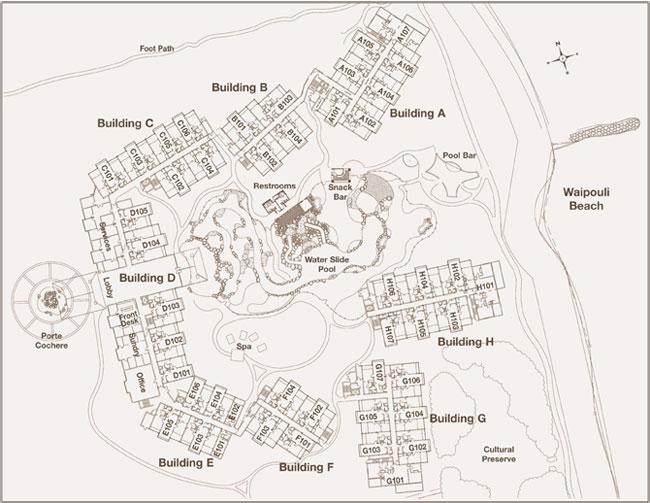 Foot Path
N
A107
A105
A106
A103
A104
A101
A102
Building A
Building B
B103
B101
B104
B102
Building C
C106
C105
C103
C104
C101
C102
Pool Bar
Waipouli
Beach
Restrooms
Snack
Bar
Water Slide
Pool
Services
D105
D104
Building D
Lobby
Porte
Cochere
Front
Desk
D103
Sundry
D102
Office
D101
Spa
H102
H104
H101
H103
H105
H107
Building H
E106
E104
E102
E105
E103
E101
Building E
F104
F102
F103
F101
Building F
G107
G106
G105
G104
Building G
G103
G102
G101
Cultural
Preserve